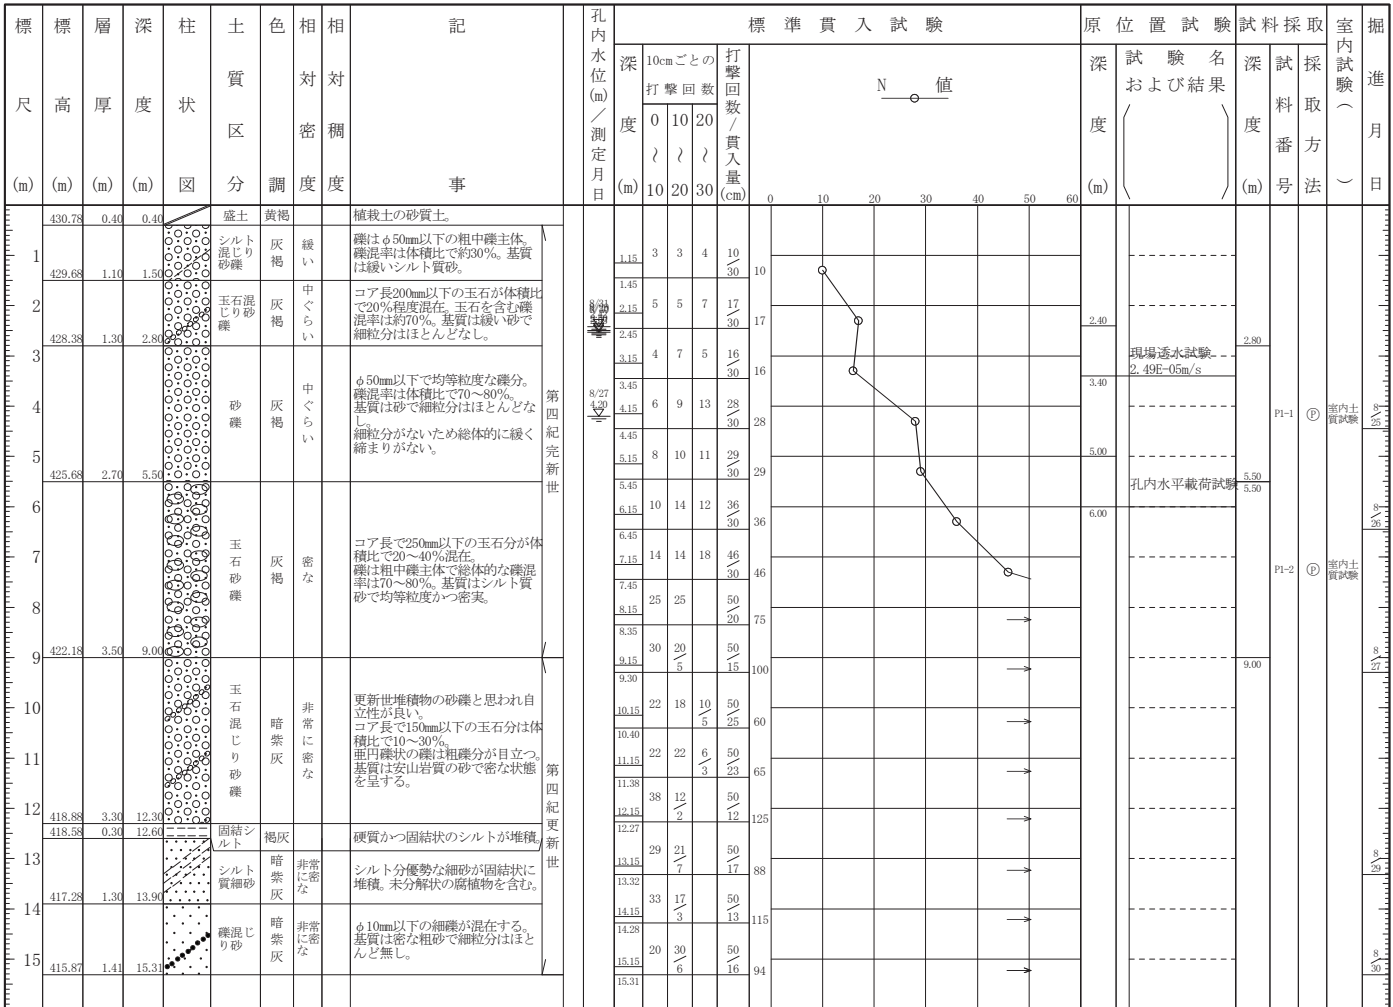 標尺(m)
標高(m)
層厚(m)
深度(m)
柱状図
土質区分
色調
相対密度
相対稠度
記事
孔内水位(m)／測定月日
標準貫入試験
深度(m)
10cmごとの
打撃回数
0 10 20
〜 〜 〜
10 20 30
打撃回数/貫入量(cm)
N 値
0 10 20 30 40 50 60
原位置試験
深度(m)
試験名
および結果
試料採取
深度(m)
試料番号
採取方法
室内試験（ ）
掘進月日
430.78 0.40 0.40 盛土 黄褐 植栽土の砂質土。
1
429.68 1.10 1.50
シルト
混じり
砂礫
灰褐
緩い
礫はφ50mm以下の粗中礫主体。
礫混率は体積比で約30%。基質
は緩いシルト質砂。
2
428.38 1.30 2.80
玉石混
じり砂
礫
灰褐
中ぐらい
コア長200mm以下の玉石が体積比
で20%程度混在。玉石を含む礫
混率は約70%。基質は緩い砂で
細粒分はほとんどなし。
3
4
5
425.68 2.70 5.50
砂礫
灰褐
中ぐらい
φ50mm以下で均等粒度な礫分。
礫混率は体積比で70〜80%。
基質は砂で細粒分はほとんどな
し。
細粒分がないため総体的に緩く
締まりがない。
第四紀完新世
6
7
8
9
422.18 3.50 9.00
玉石砂礫
灰褐
密な
コア長で250mm以下の玉石分が体
積比で20〜40%混在。
礫は粗中礫主体で総体的な礫混
率は70〜80%。基質はシルト質
砂で均等粒度かつ密実。
10
11
12
418.88 3.30 12.30
玉石混じり砂礫
暗紫灰
非常に密な
更新世堆積物の砂礫と思われ自
立性が良い。
コア長で150mm以下の玉石分は体
積比で10〜30%。
亜円礫状の礫は粗礫分が目立つ。
基質は安山岩質の砂で密な状態
を呈する。
第四紀更新世
418.58 0.30 12.60
固結シ
ルト
褐灰
硬質かつ固結状のシルトが堆積。
13
417.28 1.30 13.90
シルト
質細砂
暗紫灰
非常に密な
シルト分優勢な細砂が固結状に
堆積。未分解状の腐植物を含む。
14
15
415.87 1.41 15.31
礫混じ
り砂
暗紫灰
非常に密な
φ10mm以下の細礫が混在する。
基質は密な粗砂で細粒分はほと
んど無し。
8/31
8/27
4.20
1.15 3 3 4 10/30 10
1.45
2.15 5 5 7 17/30 17
2.45
3.15 4 7 5 16/30 16
3.45
4.15 6 9 13 28/30 28
4.45
5.15 8 10 11 29/30 29
5.45
6.15 10 14 12 36/30 36
6.45
7.15 14 14 18 46/30 46
7.45
8.15 25 25 50/20 75
8.35
9.15 30 20/5 50/15 100
9.30
10.15 22 18 10/5 50/25 60
10.40
11.15 22 22 6/3 50/23 65
11.38
12.15 38 12/2 50/12 125
12.27
13.15 29 21/7 50/17 88
13.32
14.15 33 17/3 50/13 115
14.28
15.15 20 30/6 50/16 94
15.31
2.40
現場透水試験
2.49E-05m/s
3.40
5.00
孔内水平載荷試験
6.00
2.80
P1-1 Ⓟ
室内土
質試験
5.50
5.50
P1-2 Ⓟ
室内土
質試験
9.00
8/25
8/26
8/27
8/29
8/30